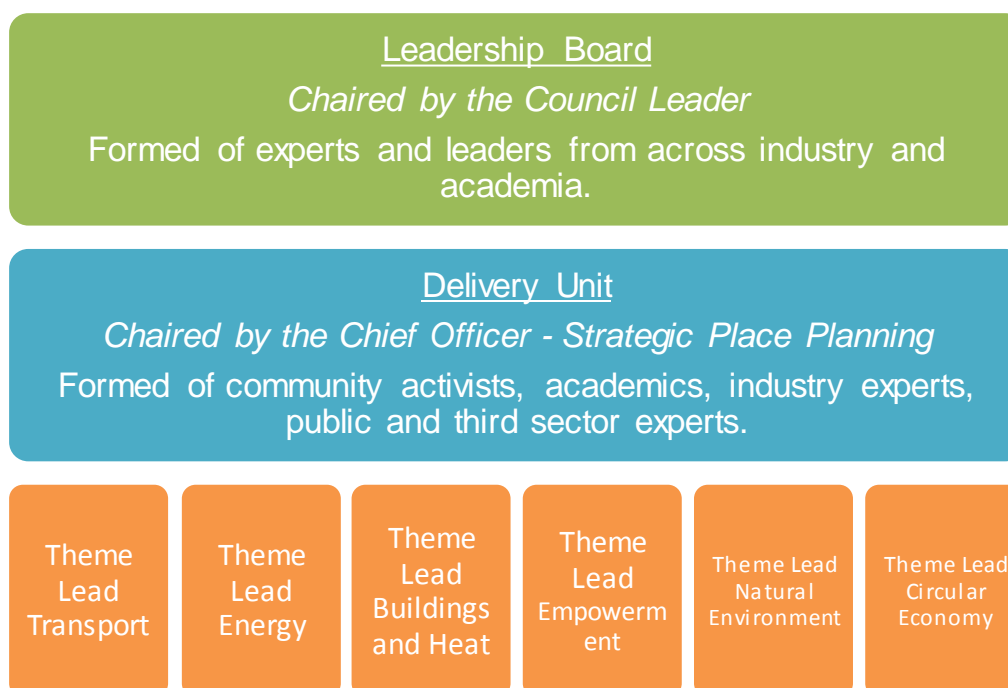 Leadership Board
Chaired by the Council Leader
Formed of experts and leaders from across industry and
academia.
Delivery Unit
Chaired by the Chief Officer - Strategic Place Planning
Formed of community activists, academics, industry experts,
public and third sector experts.
Theme
Lead
Transport
Theme
Lead
Energy
Theme
Lead
Buildings
and Heat
Theme
Lead
Empowerm
ent
Theme Lead
Natural
Environment
Theme Lead
Circular
Economy